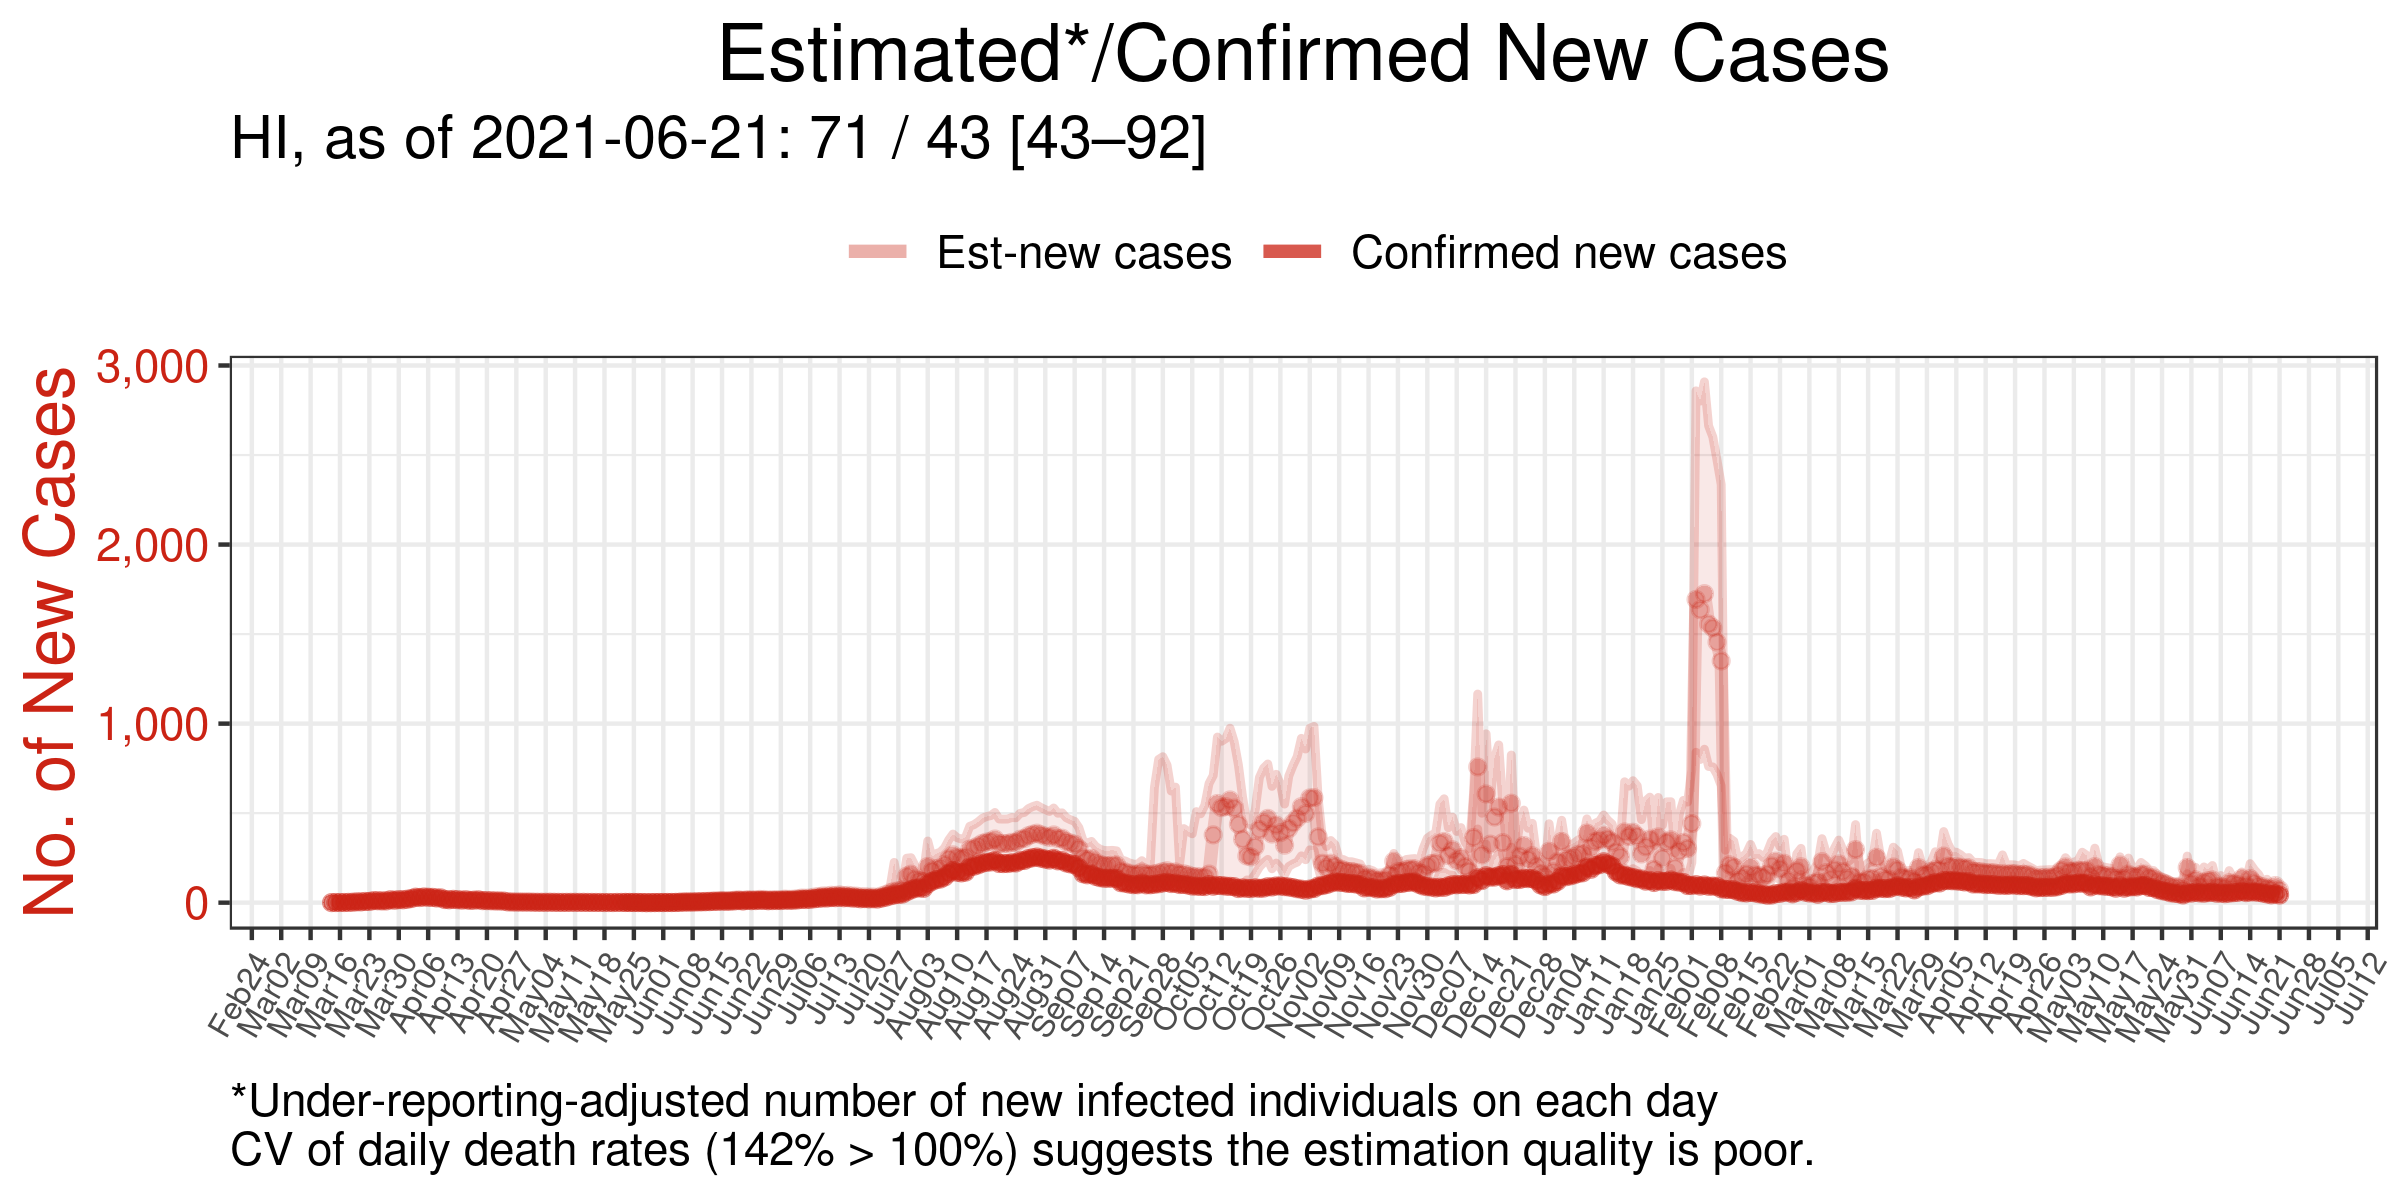 Estimated*/Confirmed New Cases
HI, as of 2021-06-21: 71 / 43 [43–92]
Est-new cases Confirmed new cases
No. of New Cases
3,000
2,000
1,000
0
Feb24 Mar02 Mar09 Mar16 Mar23 Mar30 Apr06 Apr13 Apr20 Apr27 May04 May11 May18 May25 Jun01 Jun08 Jun15 Jun22 Jun29 Jul06 Jul13 Jul20 Jul27 Aug03 Aug10 Aug17 Aug24 Aug31 Sep07 Sep14 Sep21 Sep28 Oct05 Oct12 Oct19 Oct26 Nov02 Nov09 Nov16 Nov23 Nov30 Dec07 Dec14 Dec21 Dec28 Jan04 Jan11 Jan18 Jan25 Feb01 Feb08 Feb15 Feb22 Mar01 Mar08 Mar15 Mar22 Mar29 Apr05 Apr12 Apr19 Apr26 May03 May10 May17 May24 May31 Jun07 Jun14 Jun21 Jun28 Jul05 Jul12
*Under-reporting-adjusted number of new infected individuals on each day
CV of daily death rates (142% > 100%) suggests the estimation quality is poor.